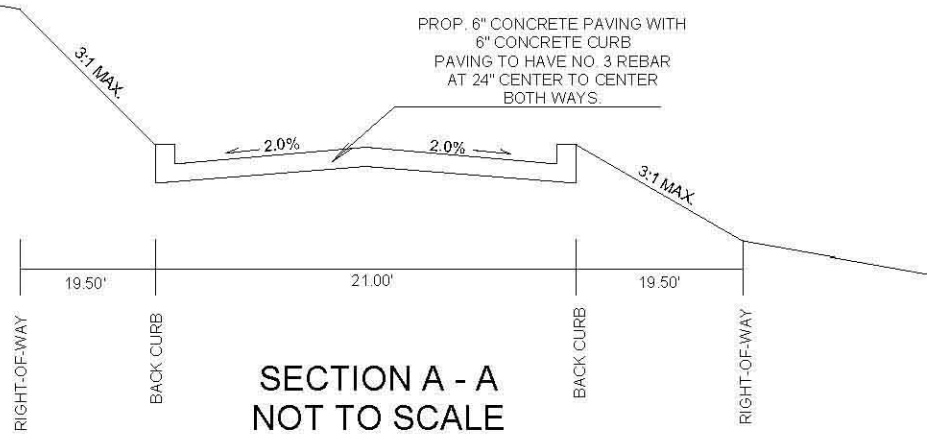 PROP. 6" CONCRETE PAVING WITH
6" CONCRETE CURB
PAVING TO HAVE NO. 3 REBAR
AT 24" CENTER TO CENTER
BOTH WAYS.
3:1 MAX.
2.0%
2.0%
3:1 MAX.
19.50'
21.00'
19.50'
RIGHT-OF-WAY
BACK CURB
BACK CURB
RIGHT-OF-WAY
SECTION A - A
NOT TO SCALE